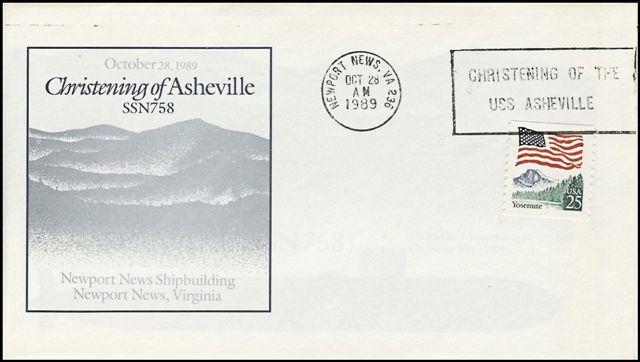 October 28, 1989
Christening of Asheville
SSN758
Newport News Shipbuilding
Newport News, Virginia
NEWPORT NEWS, VA 236
OCT 28
AM
1989
CHRISTENING OF THE
USS ASHEVILLE
Yosemite
USA
25
SSN758)